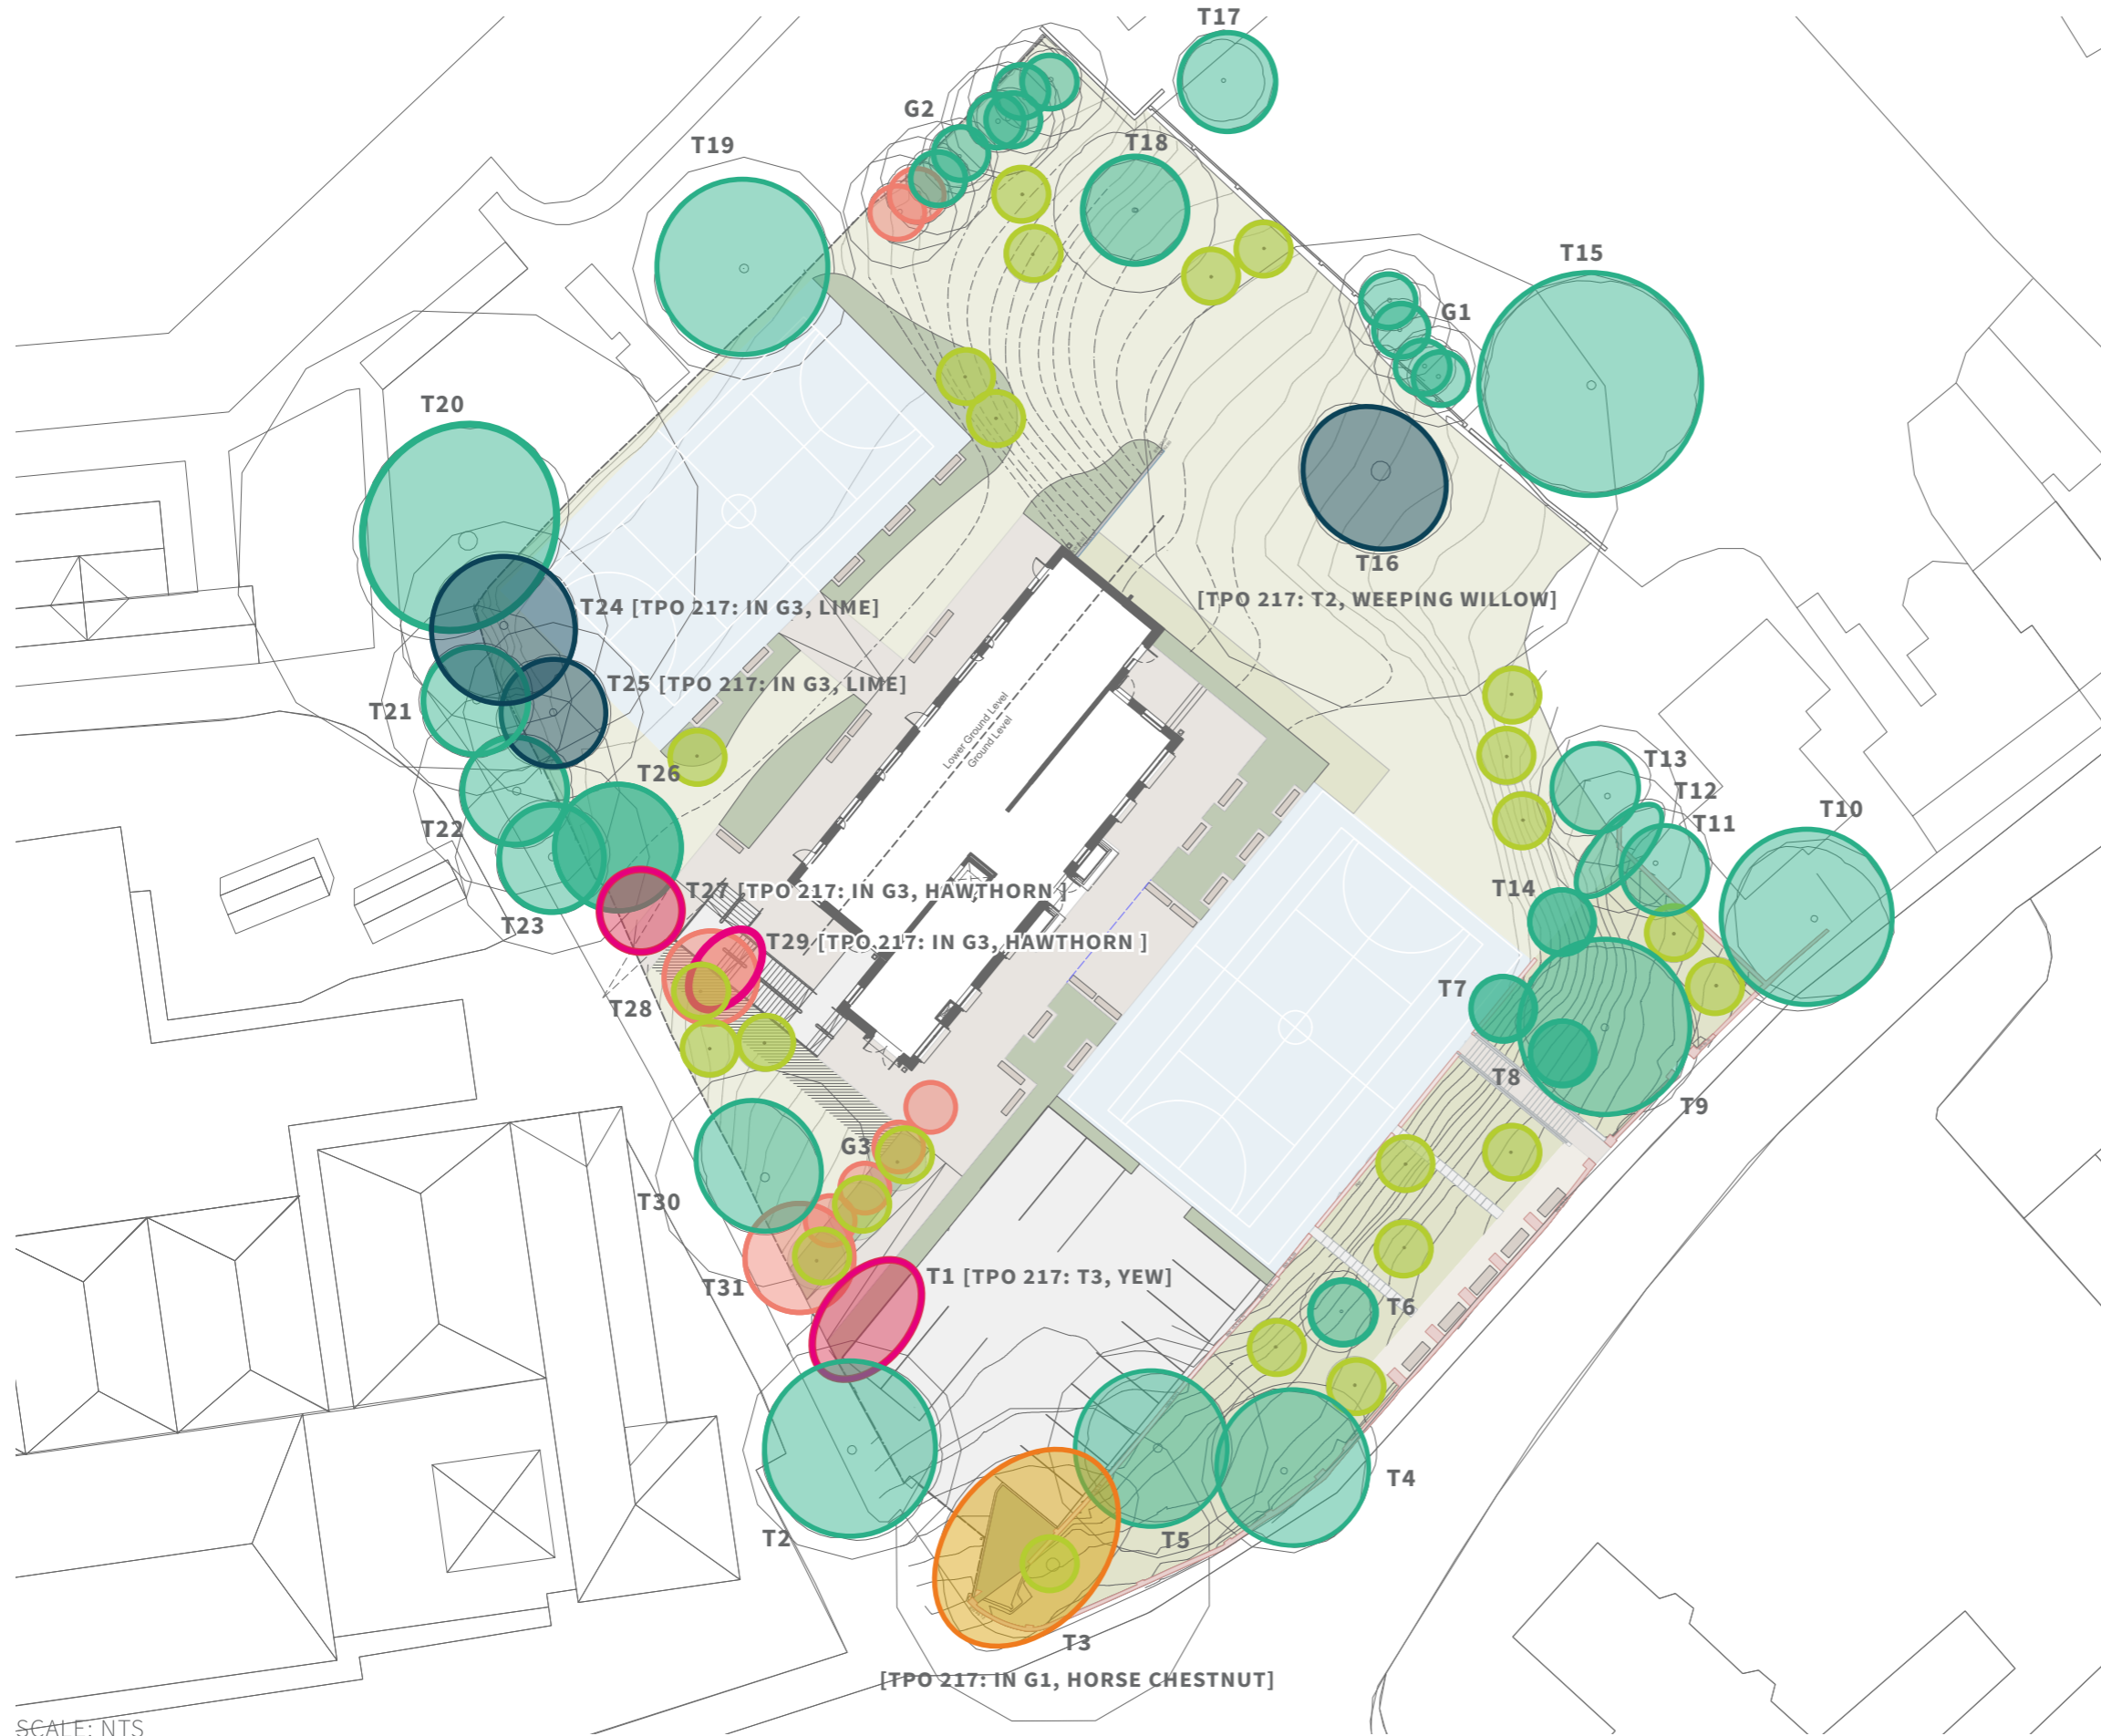 T17
G2
T18
T19
T15
G1
T20
T16
[TPO 217: T2, WEEPING WILLOW]
T24 [TPO 217: IN G3, LIME]
T25 [TPO 217: IN G3, LIME]
T21
Lower Ground Level
Ground Level
T26
T13
T12
T11
T10
T22
T27 [TPO 217: IN G3, HAWTHORN ]
T14
T23
T29 [TPO 217: IN G3, HAWTHORN ]
T7
T28
T8
T9
G3
T30
T1 [TPO 217: T3, YEW]
T31
T6
T4
T2
T5
T3
[TPO 217: IN G1, HORSE CHESTNUT]
SCALE: NTS